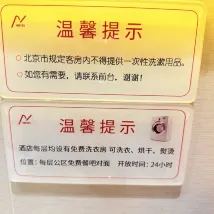 温馨提示
○北京市规定客房内不得提供一次性洗漱用品。
○如您有需要，请联系前台。谢谢！
温馨提示
酒店每层均设有免费洗衣房 可洗衣、烘干、熨烫
位置：每层公区免费餐吧对面 开放时间：24小时